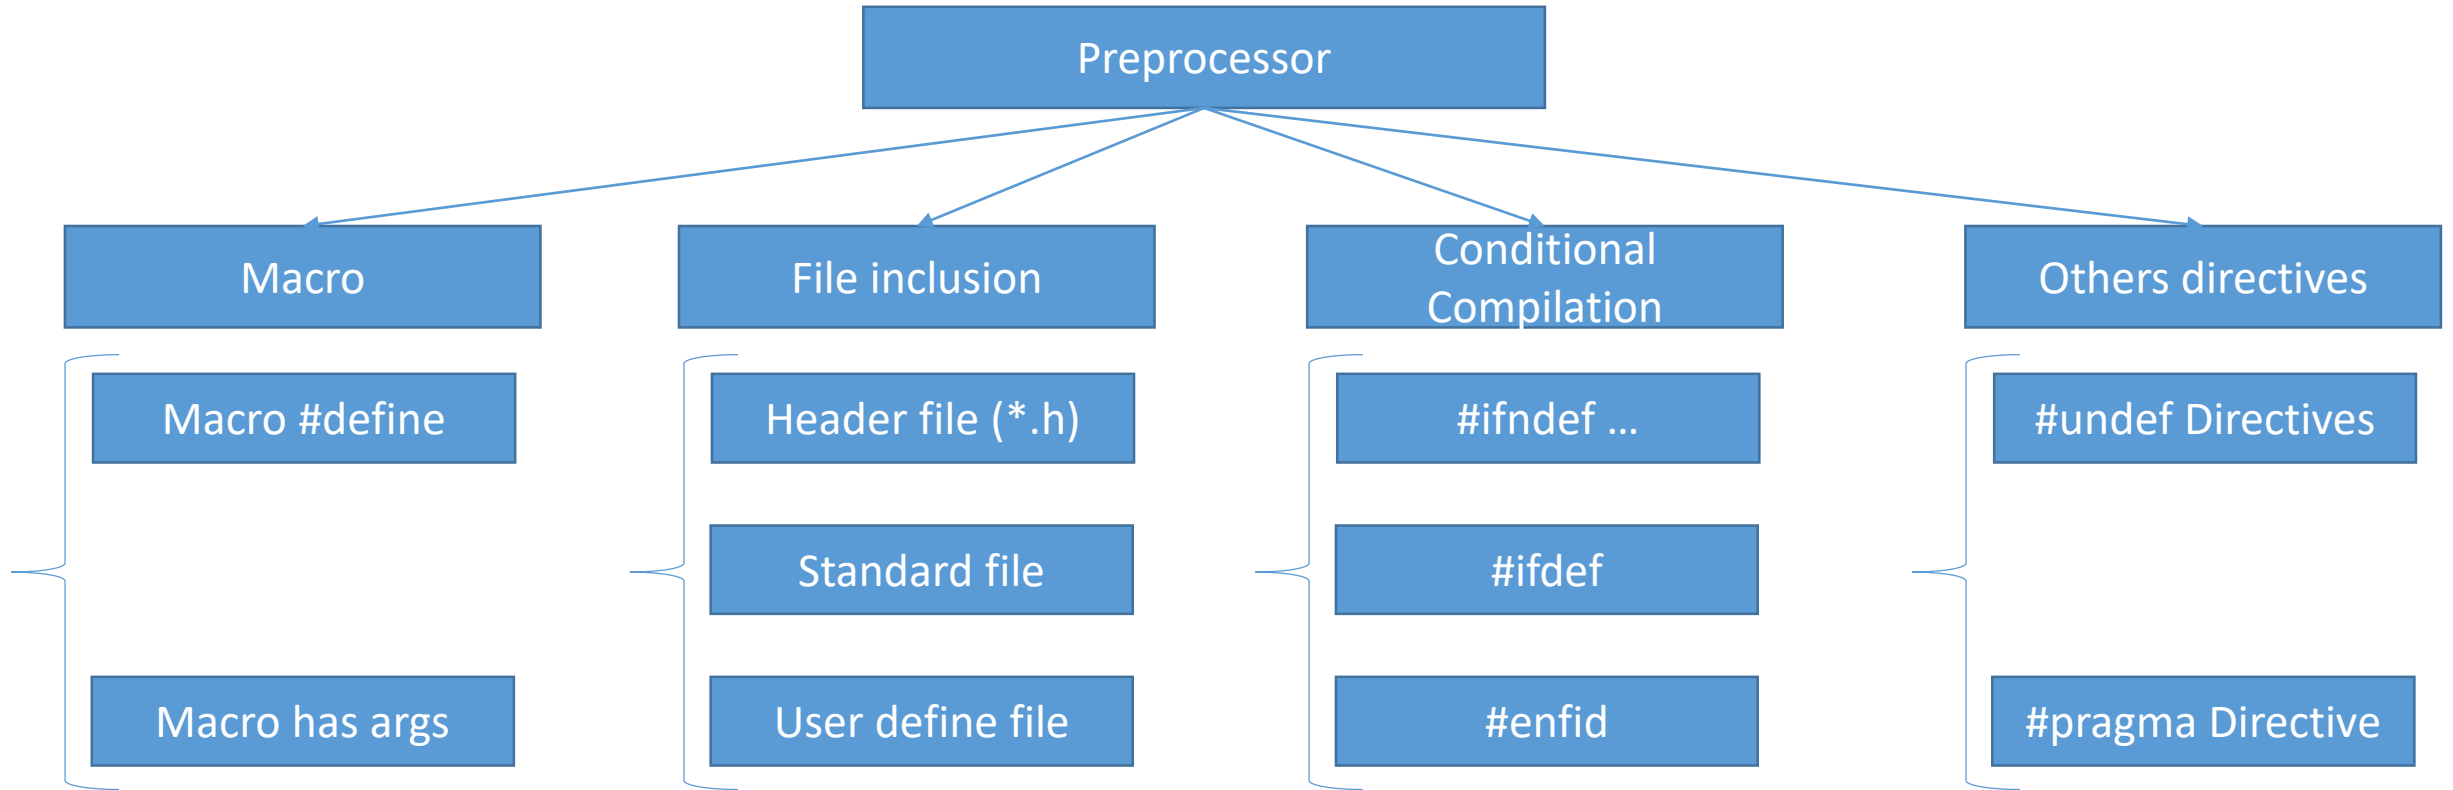 Preprocessor
Macro
File inclusion
Conditional
Compilation
Others directives
Macro #define
Header file (*.h)
#ifndef …
#undef Directives
Standard file
#ifdef
Macro has args
User define file
#enfid
#pragma Directive